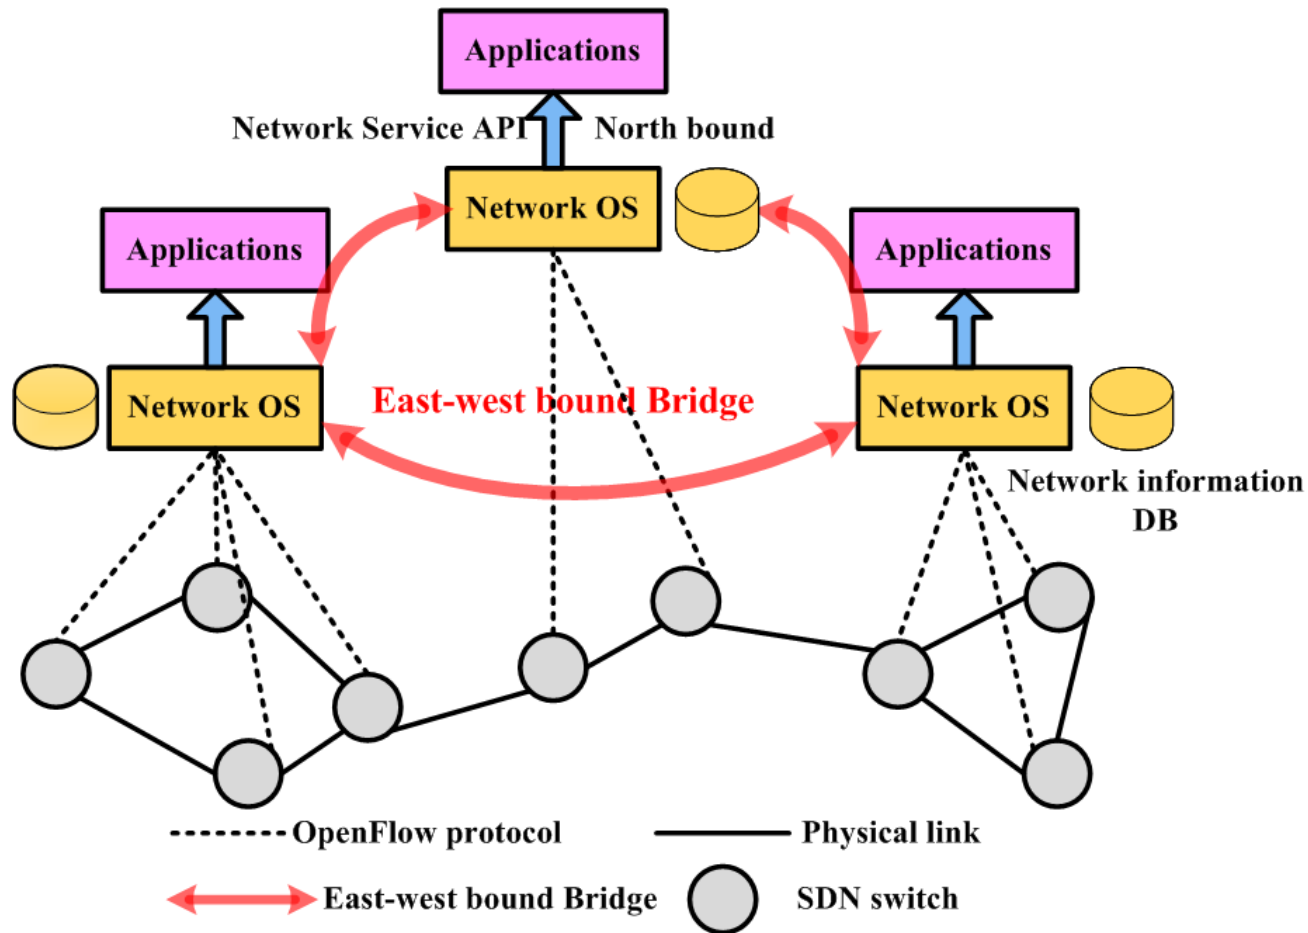 Applications
Network Service API
North bound
Network OS
Applications
Applications
Network OS
East-west bound Bridge
Network OS
Network information
DB
OpenFlow protocol
Physical link
East-west bound Bridge
SDN switch